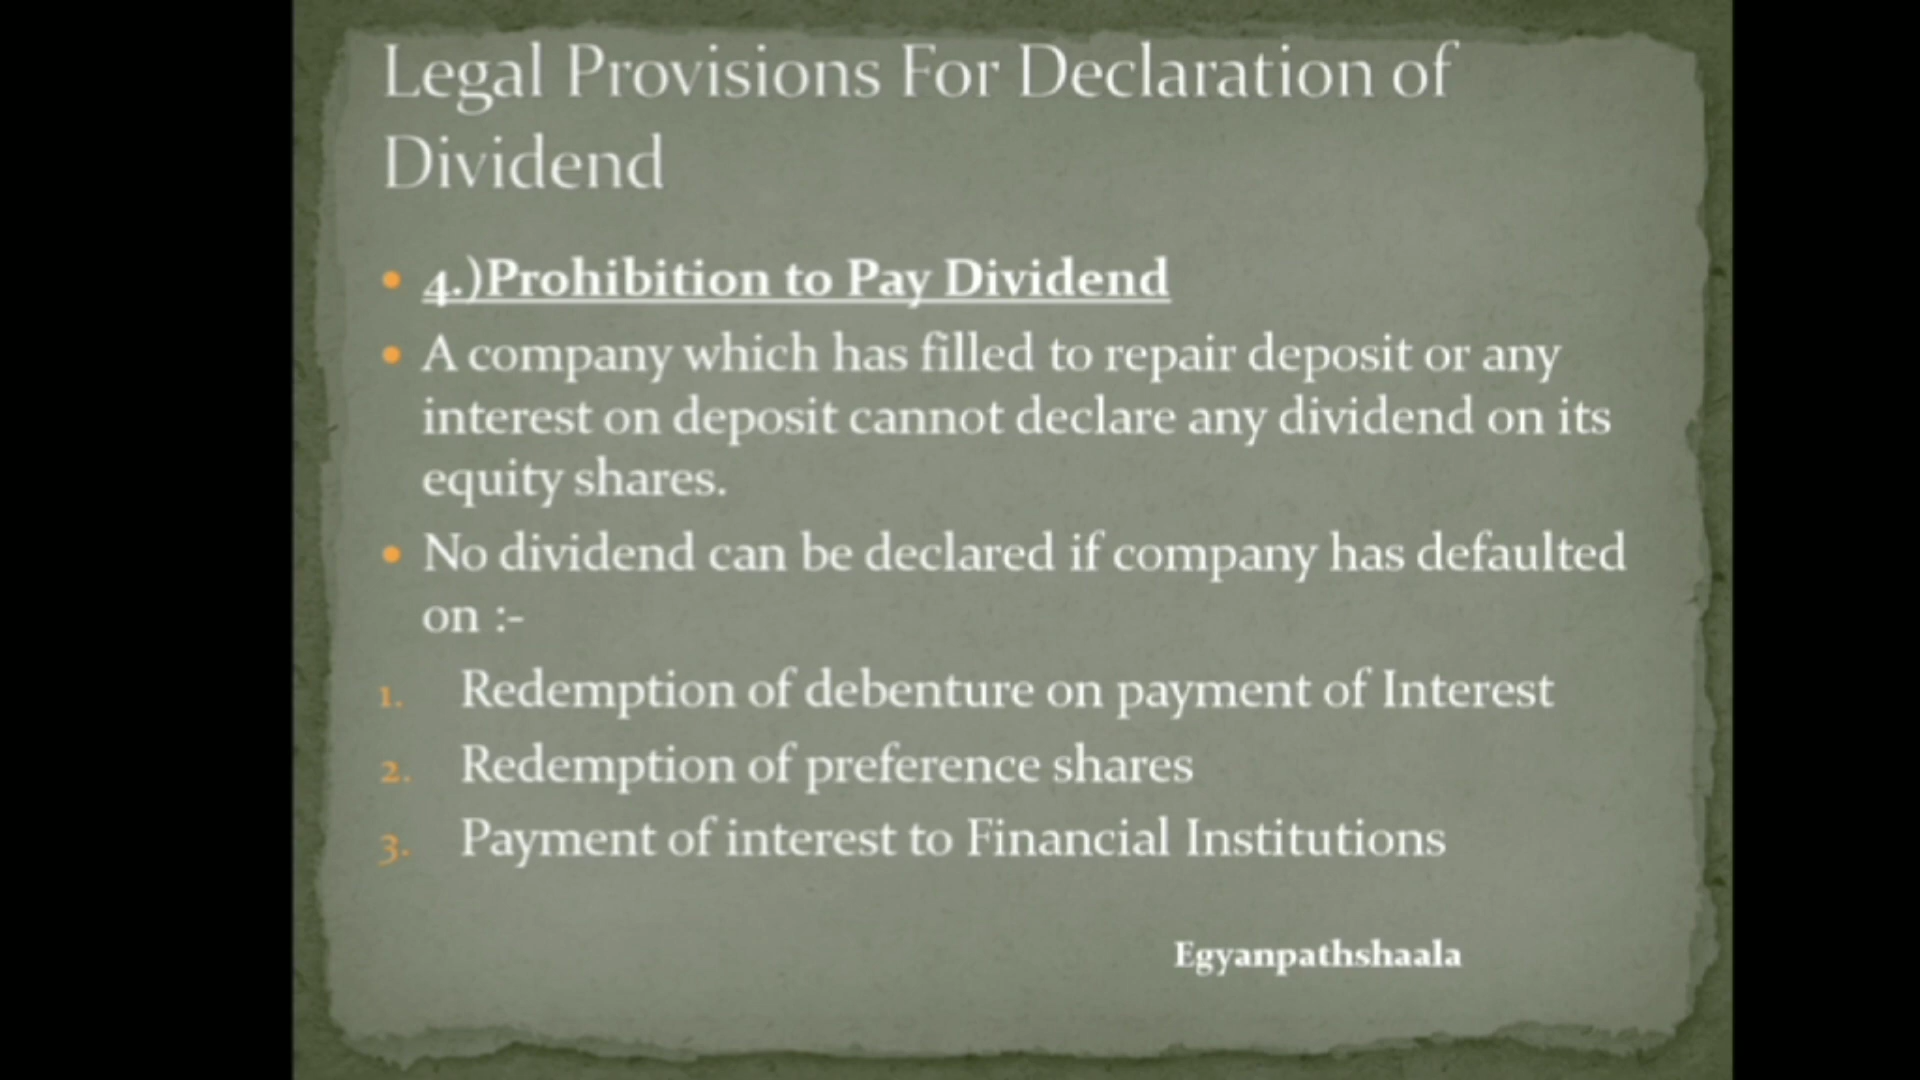 Legal Provisions For Declaration of
Dividend
• 4.)Prohibition to Pay Dividend
• A company which has filled to repair deposit or any
interest on deposit cannot declare any dividend on its
equity shares.
• No dividend can be declared if company has defaulted
on :-
1. Redemption of debenture on payment of Interest
2. Redemption of preference shares
3. Payment of interest to Financial Institutions
Egyanpathshaala